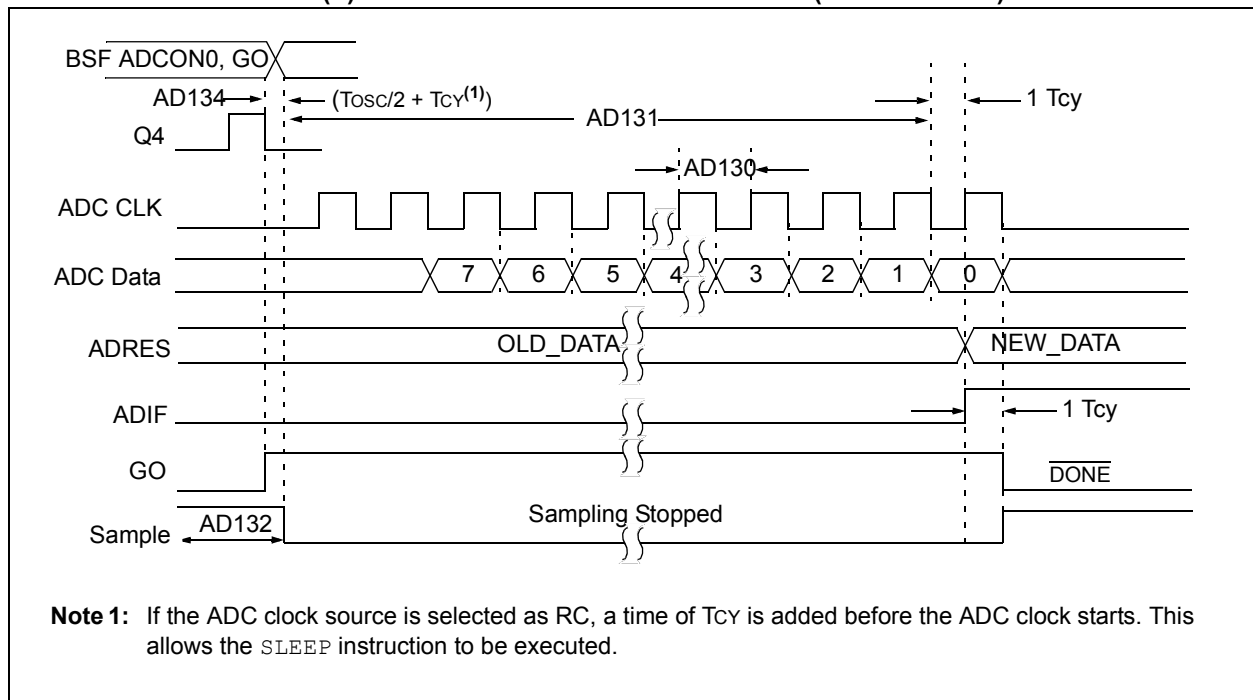 BSF ADCON0, GO
AD134 (TOSC/2 + TCY(1)) 1 Tcy
AD131
Q4
AD130
ADC CLK
ADC Data 7 6 5 4 3 2 1 0
ADRES OLD_DATA NEW_DATA
ADIF 1 Tcy
GO DONE
Sample AD132 Sampling Stopped
Note 1: If the ADC clock source is selected as RC, a time of TCY is added before the ADC clock starts. This
allows the SLEEP instruction to be executed.